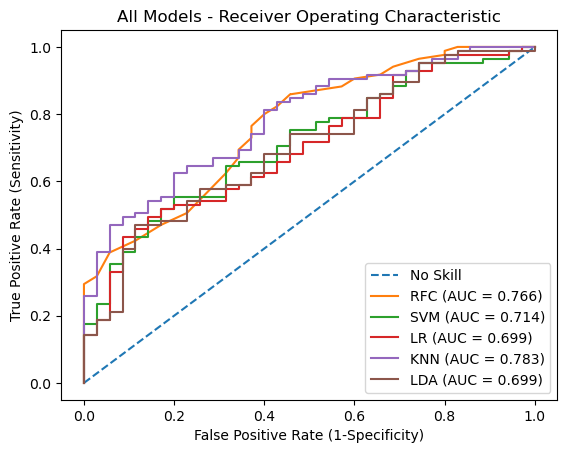 All Models - Receiver Operating Characteristic
True Positive Rate (Sensitivity)
1.0
0.8
0.6
0.4
0.2
0.0
No Skill
RFC (AUC = 0.766)
SVM (AUC = 0.714)
LR (AUC = 0.699)
KNN (AUC = 0.783)
LDA (AUC = 0.699)
0.0 0.2 0.4 0.6 0.8 1.0
False Positive Rate (1-Specificity)